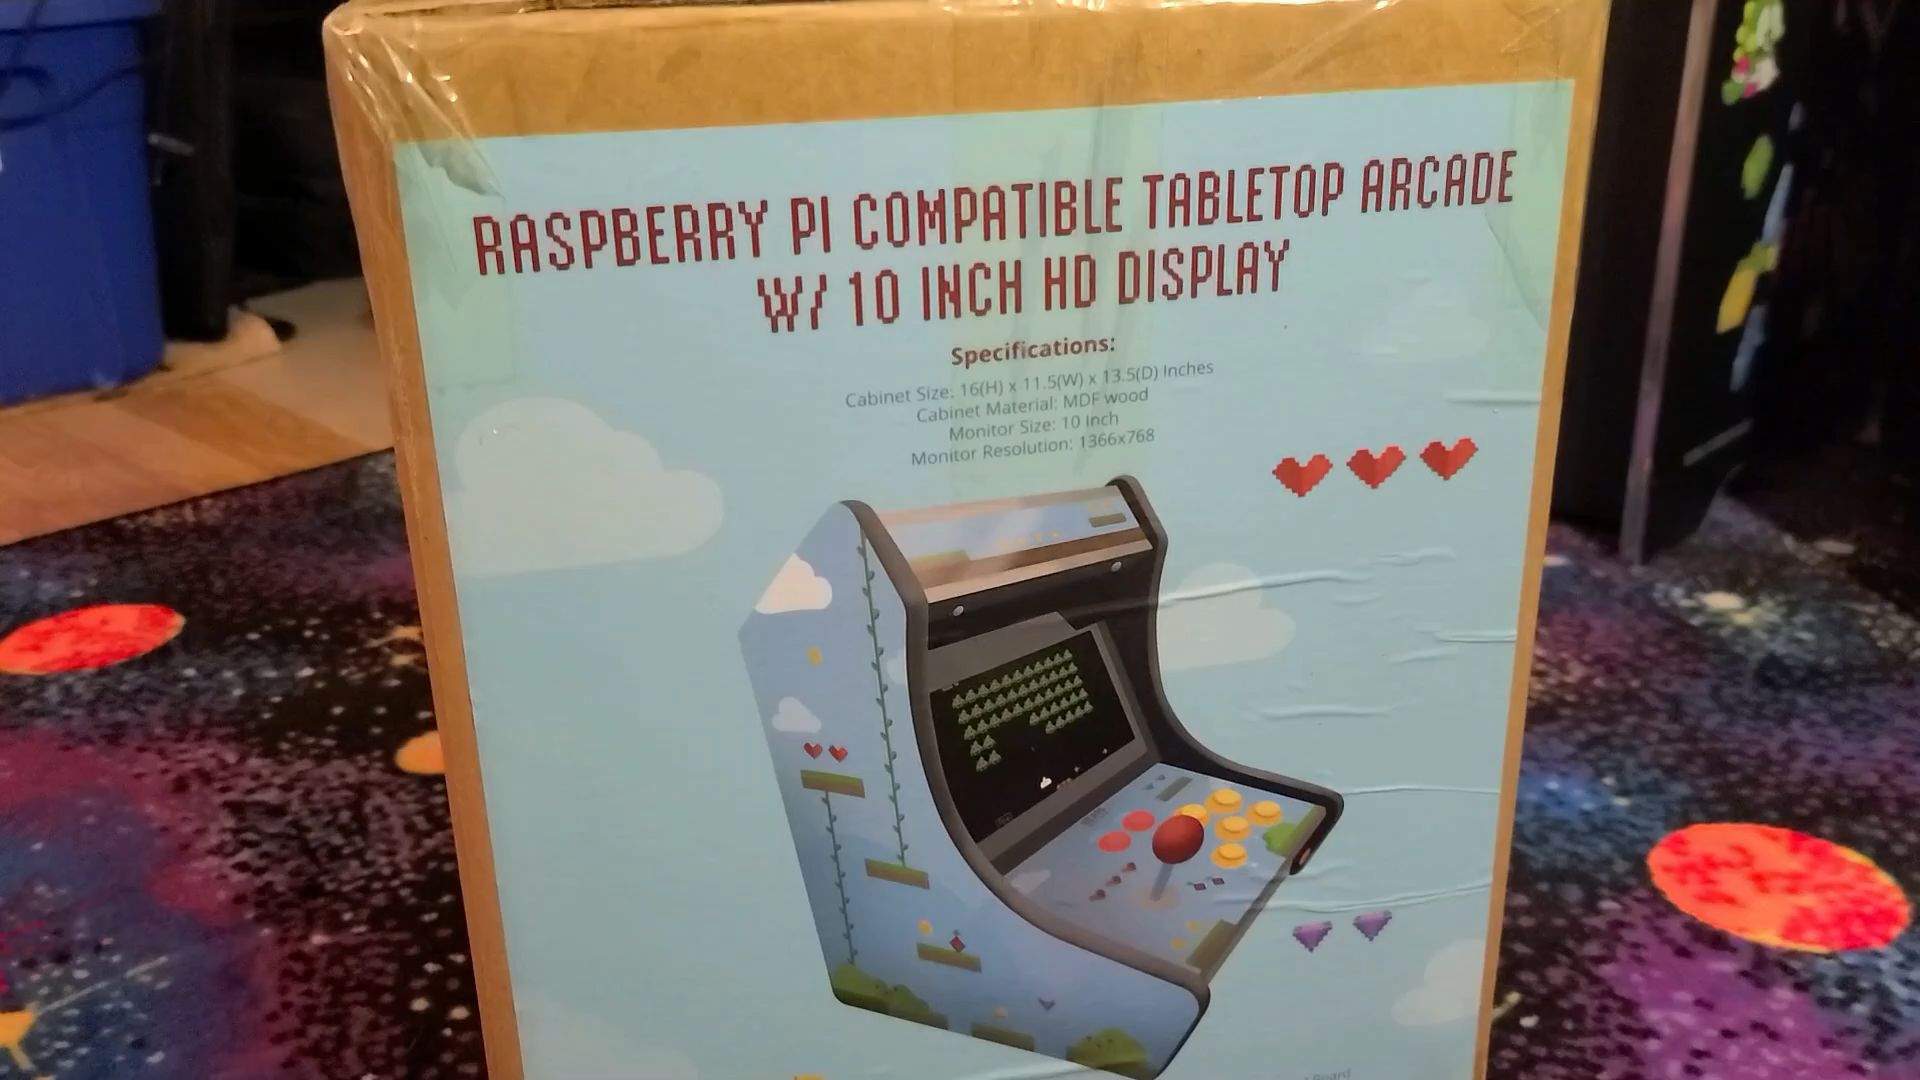 RASPBERRY PI COMPATIBLE TABLETOP ARCADE
W/ 10 INCH HD DISPLAY
Specifications:
Cabinet Size: 16(H) x 11.5(W) x 13.5(D) Inches
Cabinet Material: MDF wood
Monitor Size: 10 Inch
Monitor Resolution: 1366x768
Board